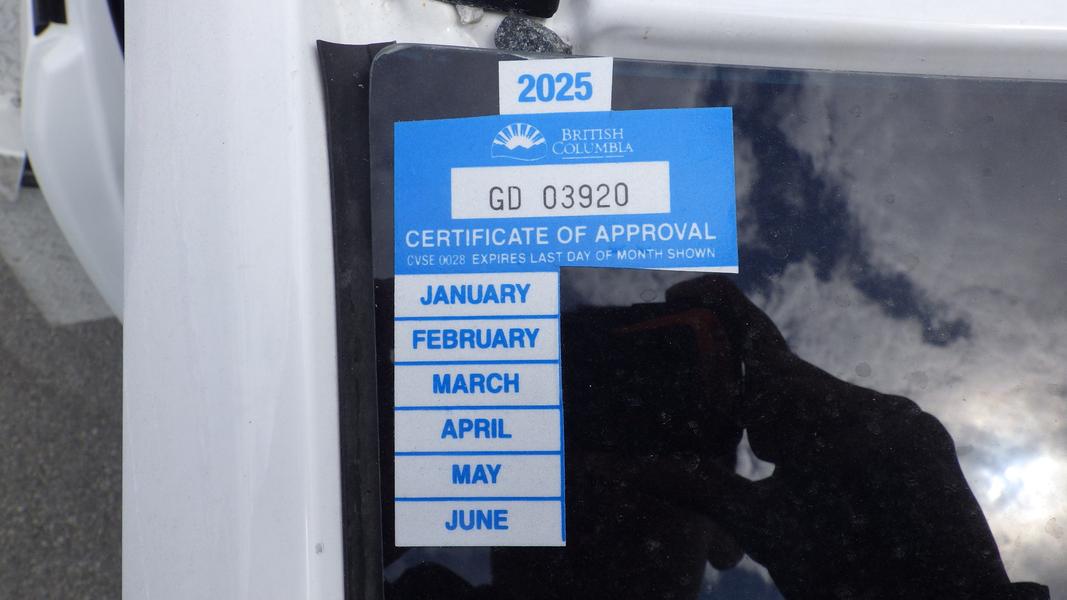 2025
BRITISH
COLUMBIA
GD 03920
CERTIFICATE OF APPROVAL
CVSE 0028 EXPIRES LAST DAY OF MONTH SHOWN
JANUARY
FEBRUARY
MARCH
APRIL
MAY
JUNE